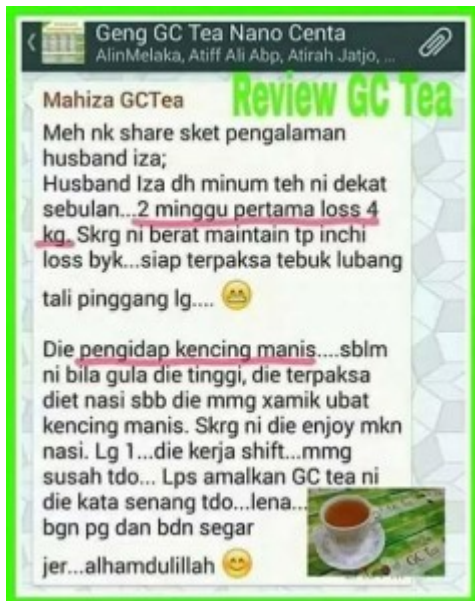 Geng GC Tea Nano Centa
AlinMelaka, Atiff Ali Abp, Atirah Jatjo, ...
Review GC Tea
Mahiza GCTea
Meh nk share sket pengalaman
husband iza;
Husband Iza dh minum teh ni dekat
sebulan...2 minggu pertama loss 4
kg. Skrg ni berat maintain tp inchi
loss byk...siap terpaksa tebuk lubang
tali pinggang lg.... 😁
Die pengidap kencing manis....sblm
ni bila gula die tinggi, die terpaksa
diet nasi sbb die mmg xamik ubat
kencing manis. Skrg ni die enjoy mkn
nasi. Lg 1...die kerja shift...mmg
susah tdo... Lps amalkan GC tea ni
die kata senang tdo...lena...
bgn pg dan bdn segar
jer...alhamdulillah 😊
GC Tea